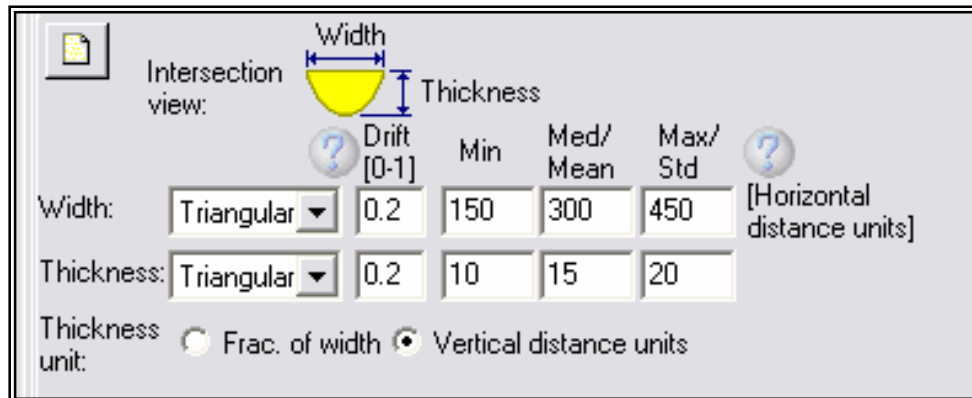 Width
Intersection
view:
Thickness
? Drift
[0-1] Min Med/
Mean Max/
Std ?
Width: Triangular 0.2 150 300 450 [Horizontal
distance units]
Thickness: Triangular 0.2 10 15 20
Thickness
unit: Frac. of width Vertical distance units